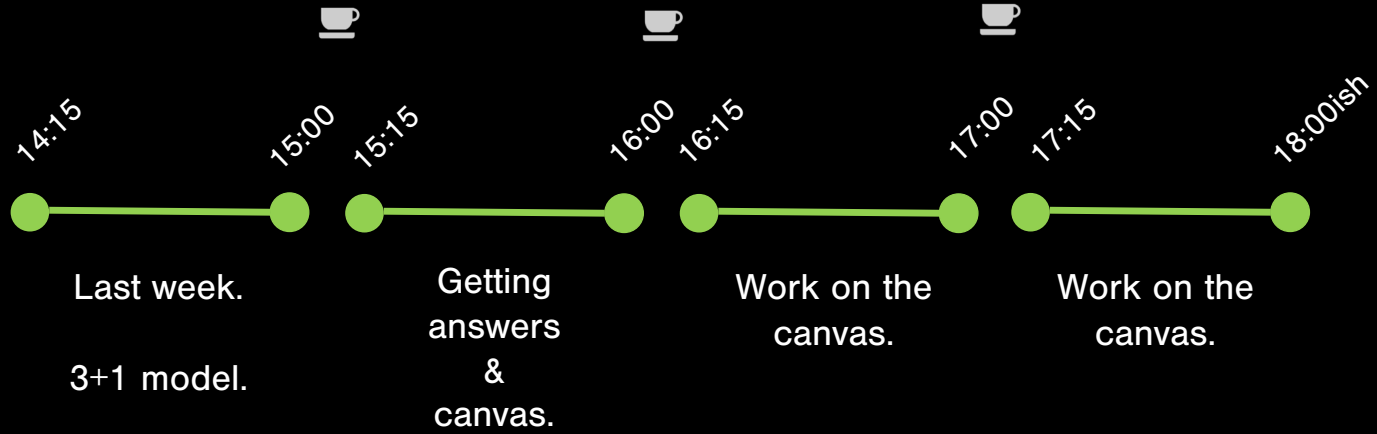 14:15
15:00
15:15
16:00
16:15
17:00
17:15
18:00ish
Last week.
3+1 model.
Getting
answers
&
canvas.
Work on the
canvas.
Work on the
canvas.